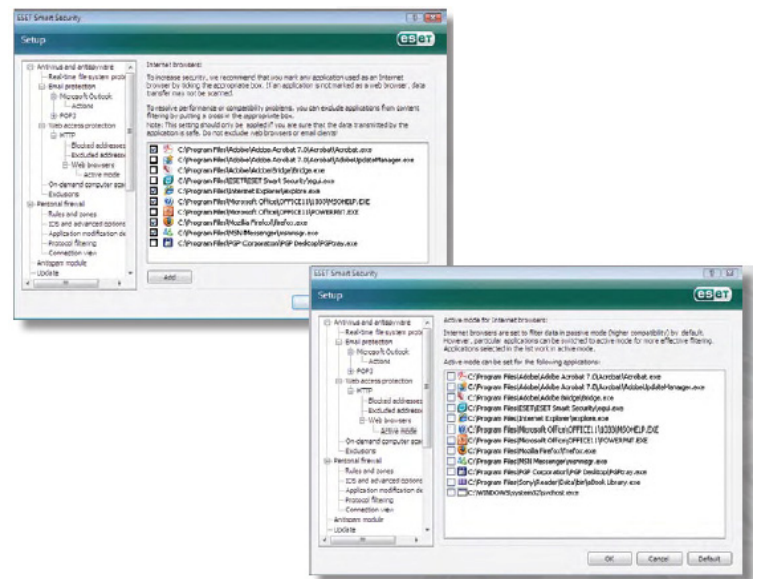 ESET Smart Security
Setup
eset
Antivirus and antispyware
Real-time file system prote
Email protection
Microsoft Outlook
Actions
POP3
Web access protection
HTTP
Blocked addresses
Excluded addresse
Web browsers
Active mode
On-demand computer scan
Exclusions
Personal firewall
Rules and zones
IDS and advanced options
Application modification de
Protocol filtering
Connection view
Antispam module
Update
Internet browsers:
To increase security, we recommend that you mark any application used as an Internet
browser by ticking the appropriate box. If an application is not marked as a web browser, data
transfer may not be scanned.
To resolve performance or compatibility problems, you can exclude applications from content
filtering by putting a cross in the appropriate box.
Note: This setting should only be applied if you are sure that the data transmitted by the
application is safe. Do not exclude web browsers or email clients!
C:\Program Files\Adobe\Adobe Acrobat 7.0\Acrobat\Acrobat.exe
C:\Program Files\Adobe\Adobe Acrobat 7.0\Acrobat\AdobeUpdateManager.exe
C:\Program Files\Adobe\Adobe Bridge\Bridge.exe
C:\Program Files\ESET\ESET Smart Security\egui.exe
C:\Program Files\Internet Explorer\iexplore.exe
C:\Program Files\Microsoft Office\OFFICE11\1033\MSOHELP.EXE
C:\Program Files\Microsoft Office\OFFICE11\POWERPNT.EXE
C:\Program Files\Mozilla Firefox\firefox.exe
C:\Program Files\MSN Messenger\msnmsgr.exe
C:\Program Files\PGP Corporation\PGP Desktop\PGPtray.exe
Add
ESET Smart Security
Setup
eset
Antivirus and antispyware
Real-time file system prote
Email protection
Microsoft Outlook
Actions
POP3
Web access protection
HTTP
Blocked addresses
Excluded addresse
Web browsers
Active mode
On-demand computer scan
Exclusions
Personal firewall
Rules and zones
IDS and advanced options
Application modification de
Protocol filtering
Connection view
Antispam module
Update
Active mode for Internet browsers:
Internet browsers are set to filter data in passive mode (higher compatibility) by default.
However, particular applications can be switched to active mode for more effective filtering.
Applications selected in the list work in active mode.
Active mode can be set for the following applications:
C:\Program Files\Adobe\Adobe Acrobat 7.0\Acrobat\Acrobat.exe
C:\Program Files\Adobe\Adobe Acrobat 7.0\Acrobat\AdobeUpdateManager.exe
C:\Program Files\Adobe\Adobe Bridge\Bridge.exe
C:\Program Files\ESET\ESET Smart Security\egui.exe
C:\Program Files\Internet Explorer\iexplore.exe
C:\Program Files\Microsoft Office\OFFICE11\1033\MSOHELP.EXE
C:\Program Files\Microsoft Office\OFFICE11\POWERPNT.EXE
C:\Program Files\Mozilla Firefox\firefox.exe
C:\Program Files\MSN Messenger\msnmsgr.exe
C:\Program Files\PGP Corporation\PGP Desktop\PGPtray.exe
C:\Program Files\Sony\Reader\Data\bin\eBook Library.exe
C:\WINDOWS\system32\svchost.exe
OK
Cancel
Default